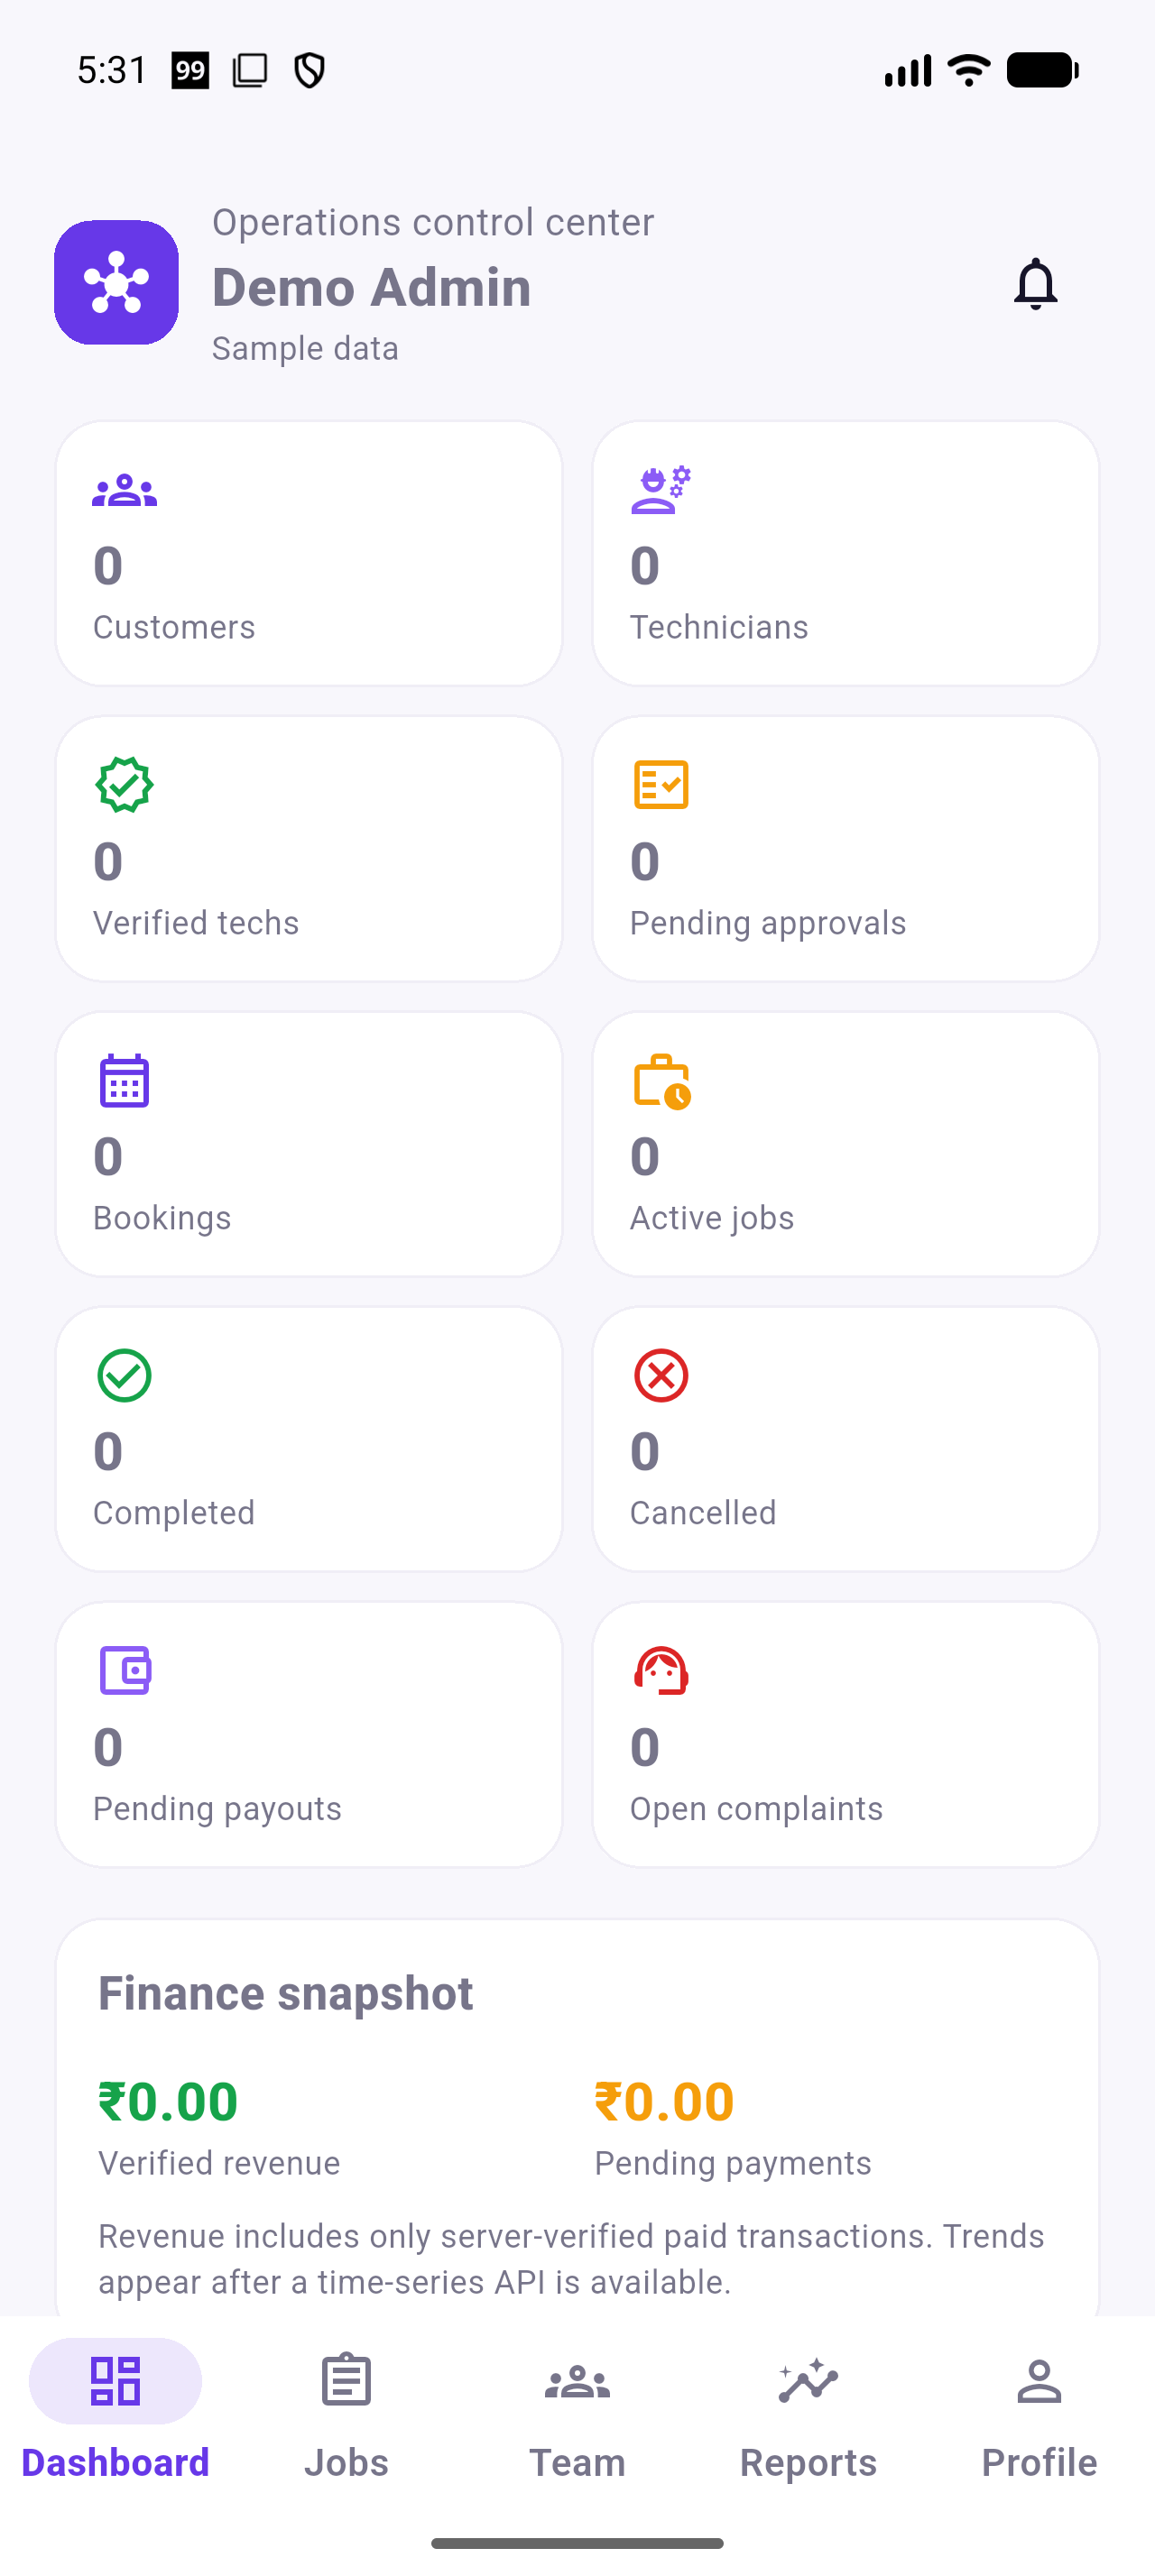 5:31
99
Operations control center
Demo Admin
Sample data
0
Customers
0
Technicians
0
Verified techs
0
Pending approvals
0
Bookings
0
Active jobs
0
Completed
0
Cancelled
0
Pending payouts
0
Open complaints
Finance snapshot
₹0.00
Verified revenue
₹0.00
Pending payments
Revenue includes only server-verified paid transactions. Trends
appear after a time-series API is available.
Dashboard
Jobs
Team
Reports
Profile